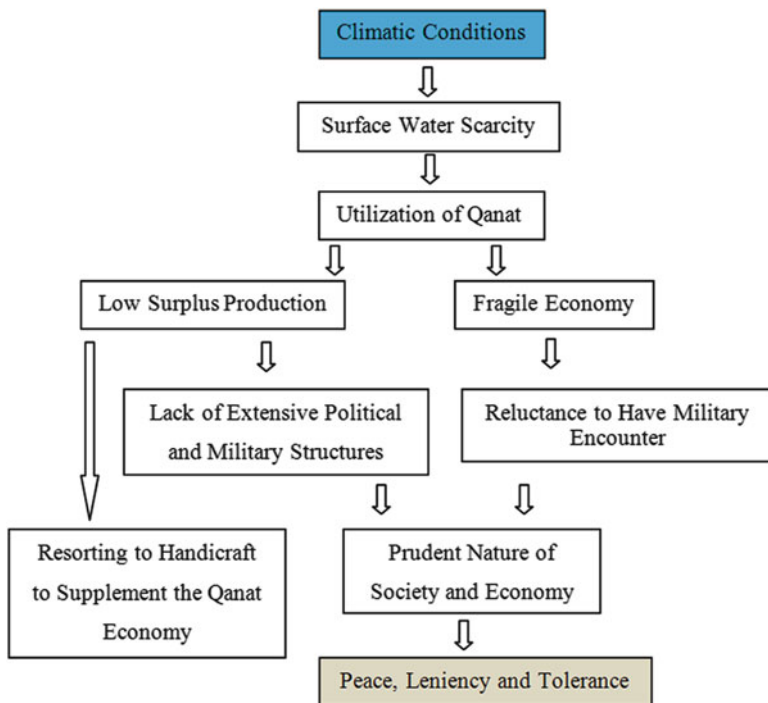 Climatic Conditions
Surface Water Scarcity
Utilization of Qanat
Low Surplus Production
Fragile Economy
Lack of Extensive Political
and Military Structures
Reluctance to Have Military
Encounter
Resorting to Handicraft
to Supplement the Qanat
Economy
Prudent Nature of
Society and Economy
Peace, Leniency and Tolerance